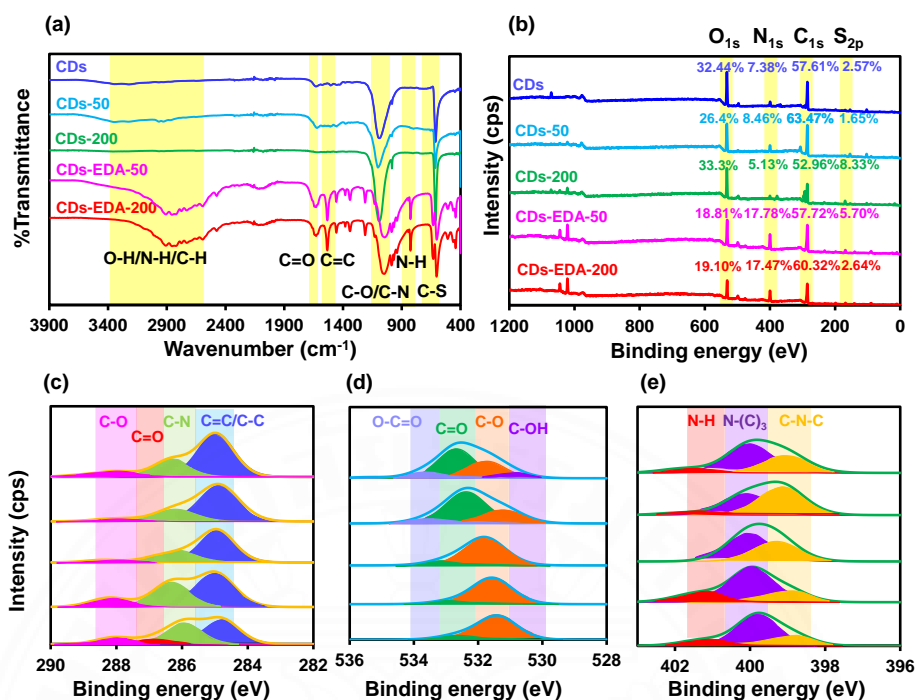 (a)
CDs
CDs-50
CDs-200
CDs-EDA-50
CDs-EDA-200
O-H/N-H/C-H
C=O C=C
N-H
C-O/C-N C-S
%Transmittance
3900 3400 2900 2400 1900 1400 900 400
Wavenumber (cm-1)
(b)
O1s N1s C1s S2p
CDs
32.44% 7.38% 57.61% 2.57%
CDs-50
26.4% 8.46% 63.47% 1.65%
CDs-200
33.3% 5.13% 52.96% 8.33%
CDs-EDA-50
18.81% 17.78% 57.72% 5.70%
CDs-EDA-200
19.10% 17.47% 60.32% 2.64%
Intensity (cps)
1200 1000 800 600 400 200 0
Binding energy (eV)
(c)
C-O
C=O
C-N
C=C/C-C
Intensity (cps)
290 288 286 284 282
Binding energy (eV)
(d)
O-C=O
C=O
C-O
C-OH
536 534 532 530 528
Binding energy (eV)
(e)
N-H N-(C)3 C-N-C
402 400 398 396
Binding energy (eV)